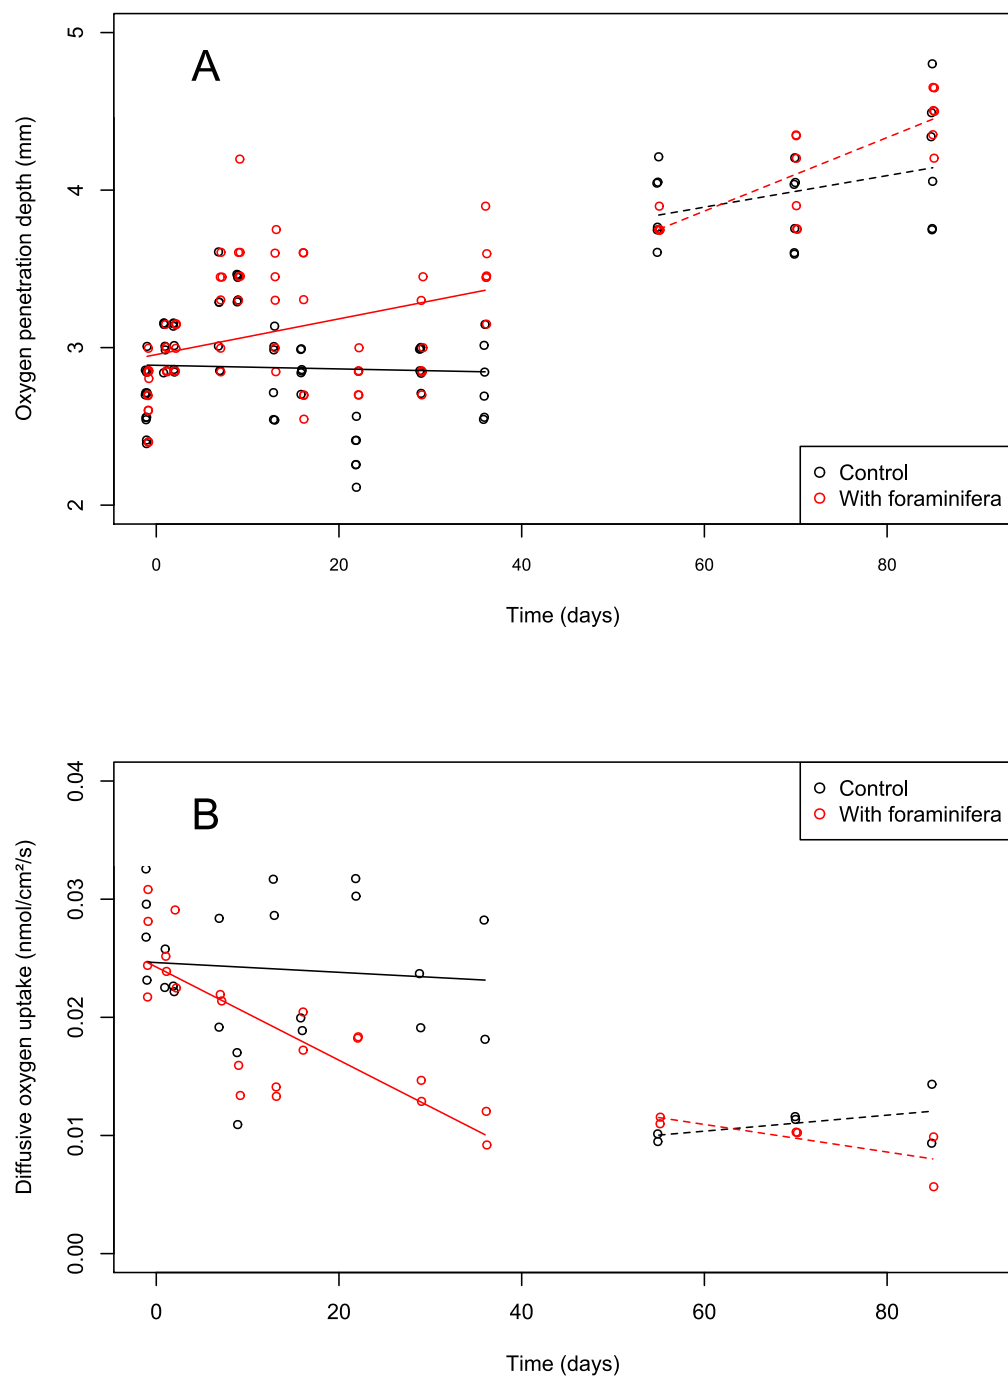 A
Oxygen penetration depth (mm)
5
4
3
2
Control
With foraminifera
0 20 40 60 80
Time (days)
B
Diffusive oxygen uptake (nmol/cm²/s)
0.04
0.03
0.02
0.01
0.00
Control
With foraminifera
0 20 40 60 80
Time (days)